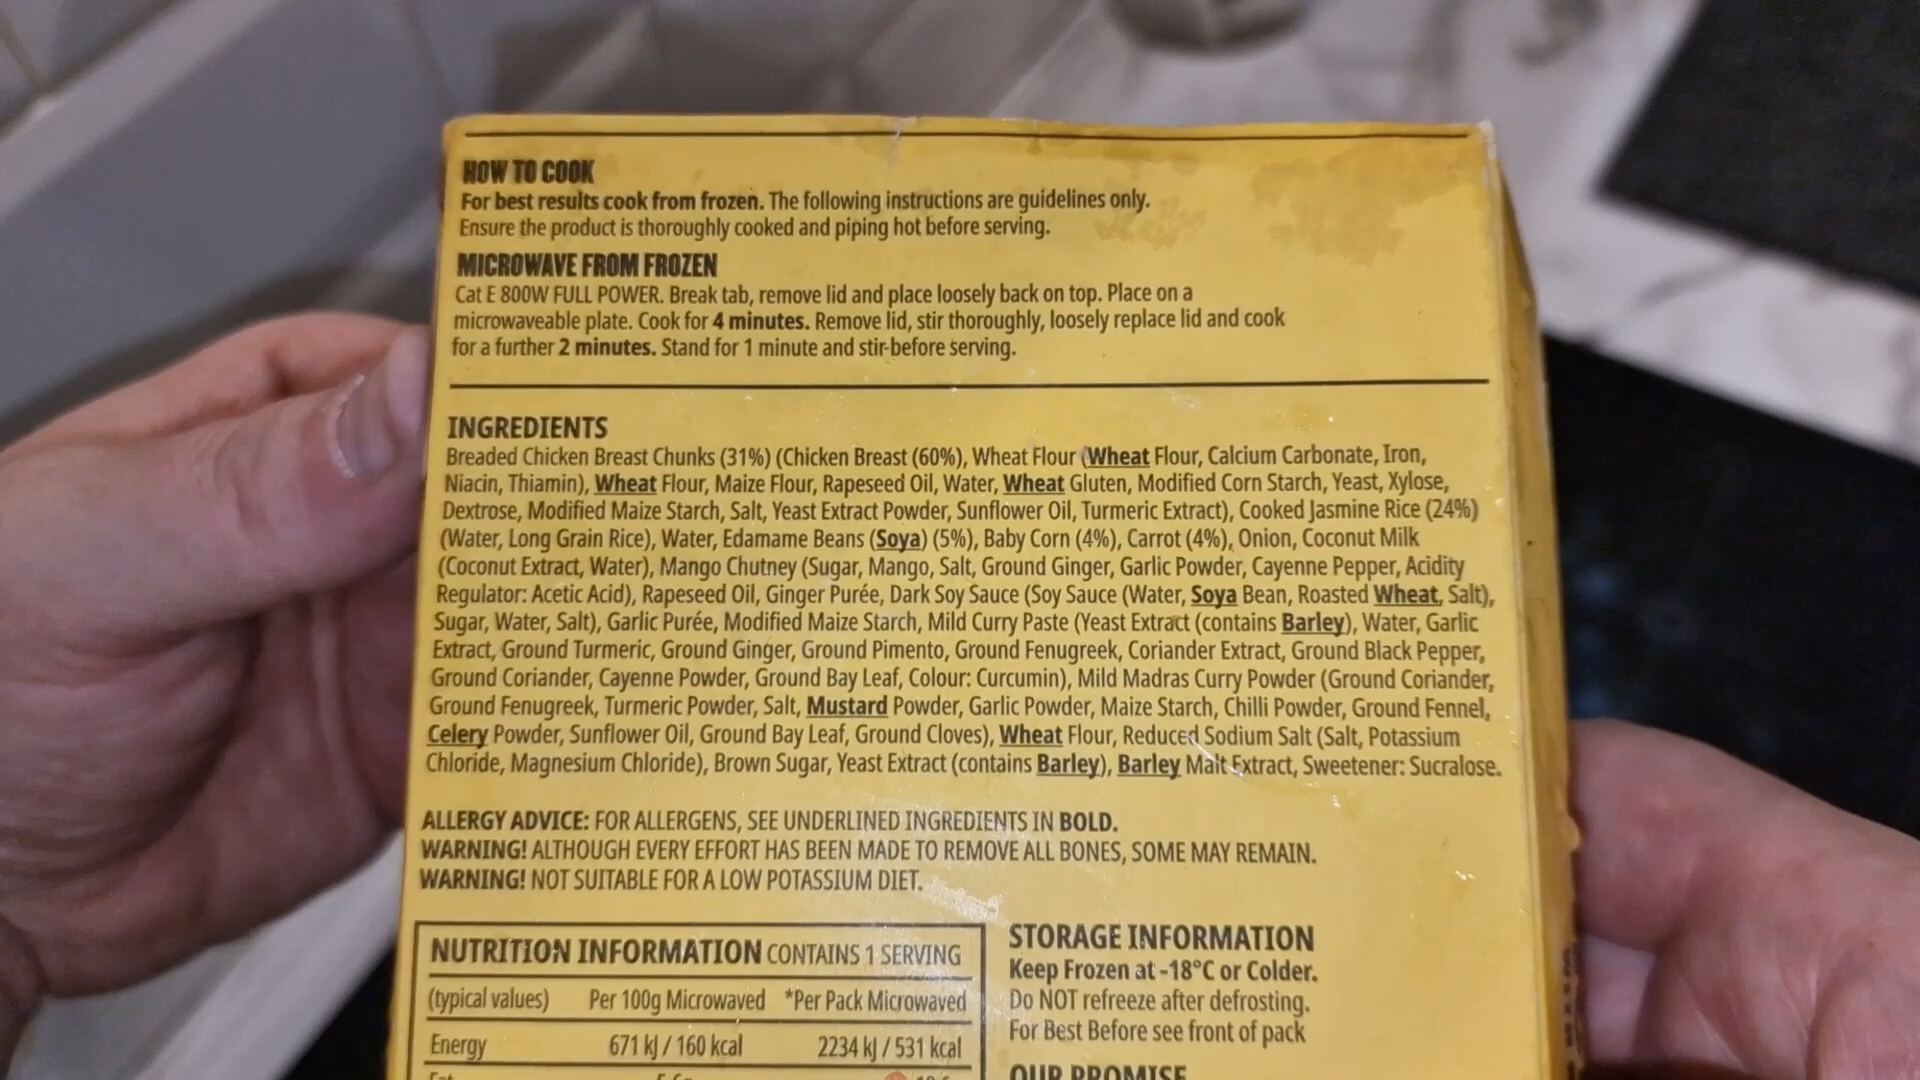 HOW TO COOK
For best results cook from frozen. The following instructions are guidelines only.
Ensure the product is thoroughly cooked and piping hot before serving.
MICROWAVE FROM FROZEN
Cat E 800W FULL POWER. Break tab, remove lid and place loosely back on top. Place on a
microwaveable plate. Cook for 4 minutes. Remove lid, stir thoroughly, loosely replace lid and cook
for a further 2 minutes. Stand for 1 minute and stir before serving.
INGREDIENTS
Breaded Chicken Breast Chunks (31%) (Chicken Breast (60%), Wheat Flour (Wheat Flour, Calcium Carbonate, Iron,
Niacin, Thiamin), Wheat Flour, Maize Flour, Rapeseed Oil, Water, Wheat Gluten, Modified Corn Starch, Yeast, Xylose,
Dextrose, Modified Maize Starch, Salt, Yeast Extract Powder, Sunflower Oil, Turmeric Extract), Cooked Jasmine Rice (24%)
(Water, Long Grain Rice), Water, Edamame Beans (Soya) (5%), Baby Corn (4%), Carrot (4%), Onion, Coconut Milk
(Coconut Extract, Water), Mango Chutney (Sugar, Mango, Salt, Ground Ginger, Garlic Powder, Cayenne Pepper, Acidity
Regulator: Acetic Acid), Rapeseed Oil, Ginger Purée, Dark Soy Sauce (Soy Sauce (Water, Soya Bean, Roasted Wheat, Salt),
Sugar, Water, Salt), Garlic Purée, Modified Maize Starch, Mild Curry Paste (Yeast Extract (contains Barley), Water, Garlic
Extract, Ground Turmeric, Ground Ginger, Ground Pimento, Ground Fenugreek, Coriander Extract, Ground Black Pepper,
Ground Coriander, Cayenne Powder, Ground Bay Leaf, Colour: Curcumin), Mild Madras Curry Powder (Ground Coriander,
Ground Fenugreek, Turmeric Powder, Salt, Mustard Powder, Garlic Powder, Maize Starch, Chilli Powder, Ground Fennel,
Celery Powder, Sunflower Oil, Ground Bay Leaf, Ground Cloves), Wheat Flour, Reduced Sodium Salt (Salt, Potassium
Chloride, Magnesium Chloride), Brown Sugar, Yeast Extract (contains Barley), Barley Malt Extract, Sweetener: Sucralose.
ALLERGY ADVICE: FOR ALLERGENS, SEE UNDERLINED INGREDIENTS IN BOLD.
WARNING! ALTHOUGH EVERY EFFORT HAS BEEN MADE TO REMOVE ALL BONES, SOME MAY REMAIN.
WARNING! NOT SUITABLE FOR A LOW POTASSIUM DIET.
NUTRITION INFORMATION CONTAINS 1 SERVING
(typical values) Per 100g Microwaved *Per Pack Microwaved
Energy 671 kJ / 160 kcal 2234 kJ / 531 kcal
STORAGE INFORMATION
Keep Frozen at -18°C or Colder.
Do NOT refreeze after defrosting.
For Best Before see front of pack
OUR PROMISE